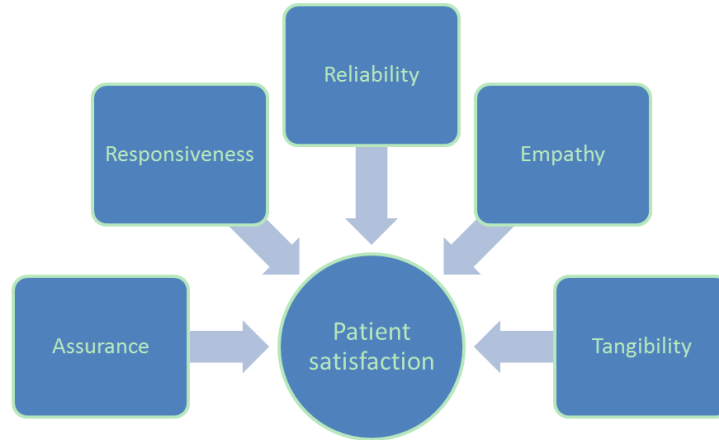 Reliability
Responsiveness
Empathy
Assurance
Patient
satisfaction
Tangibility